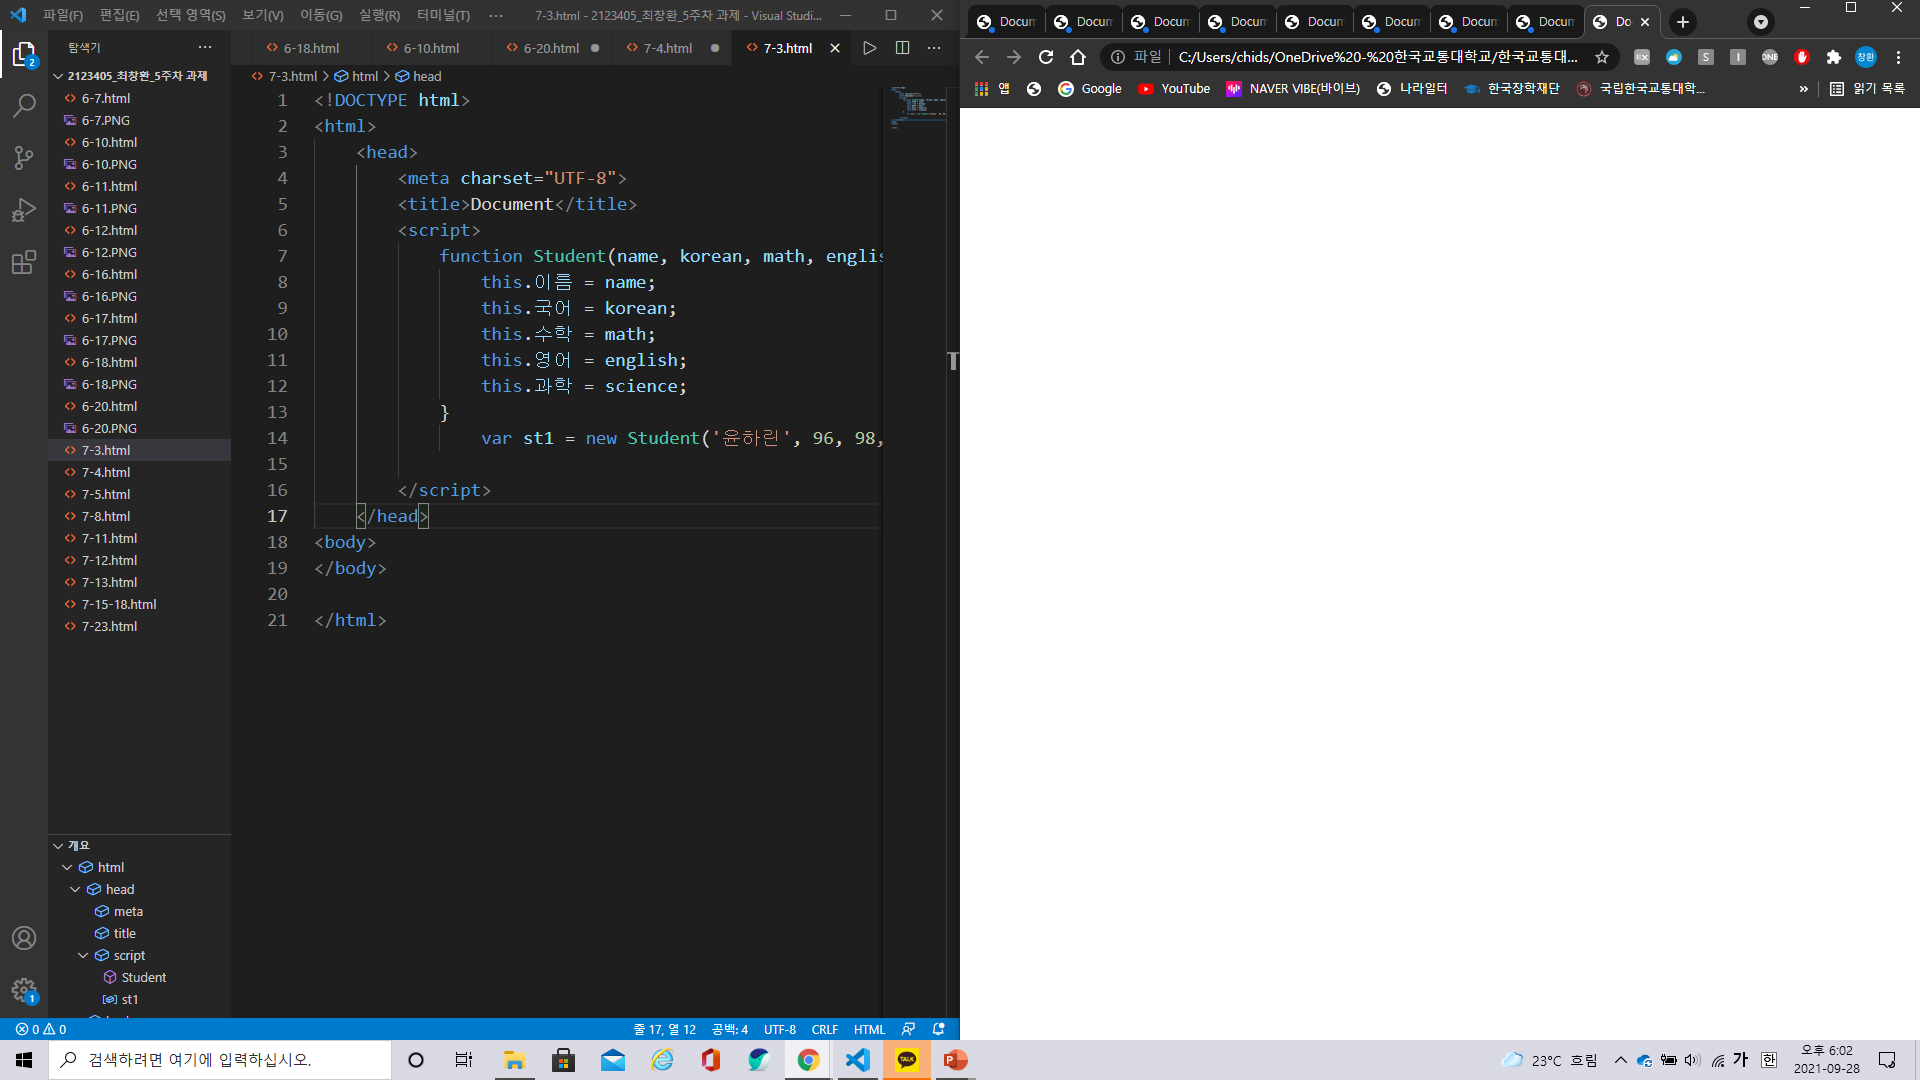 파일(F) 편집(E) 선택 영역(S) 보기(V) 이동(G) 실행(R) 터미널(T) ··· 7-3.html - 2123405_최창환_5주차 과제 - Visual Studi...
탐색기 ···
2123405_최창환_5주차 과제
6-7.html
6-7.PNG
6-10.html
6-10.PNG
6-11.html
6-11.PNG
6-12.html
6-12.PNG
6-16.html
6-16.PNG
6-17.html
6-17.PNG
6-18.html
6-18.PNG
6-20.html
6-20.PNG
7-3.html
7-4.html
7-5.html
7-8.html
7-11.html
7-12.html
7-13.html
7-15-18.html
7-23.html
개요
html
head
meta
title
script
Student
st1
2
1
6-18.html 6-10.html 6-20.html 7-4.html 7-3.html
7-3.html > html > head
1 <!DOCTYPE html>
2 <html>
3 <head>
4 <meta charset="UTF-8">
5 <title>Document</title>
6 <script>
7 function Student(name, korean, math, englis
8 this.이름 = name;
9 this.국어 = korean;
10 this.수학 = math;
11 this.영어 = english;
12 this.과학 = science;
13 }
14 var st1 = new Student('윤하린', 96, 98,
15
16 </script>
17 </head>
18 <body>
19 </body>
20
21 </html>
0 0 줄 17, 열 12 공백: 4 UTF-8 CRLF HTML
Docum Docum Docum Docum Docum Docum Docum Docum Do
파일 C:/Users/chids/OneDrive%20-%20한국교통대학교/한국교통대...
EX S I ONE 창환
앱 Google YouTube NAVER VIBE(바이브) 나라일터 한국장학재단 국립한국교통대학... » 읽기 목록
검색하려면 여기에 입력하십시오. TALK P 23°C 흐림 가 한 오후 6:02
2021-09-28